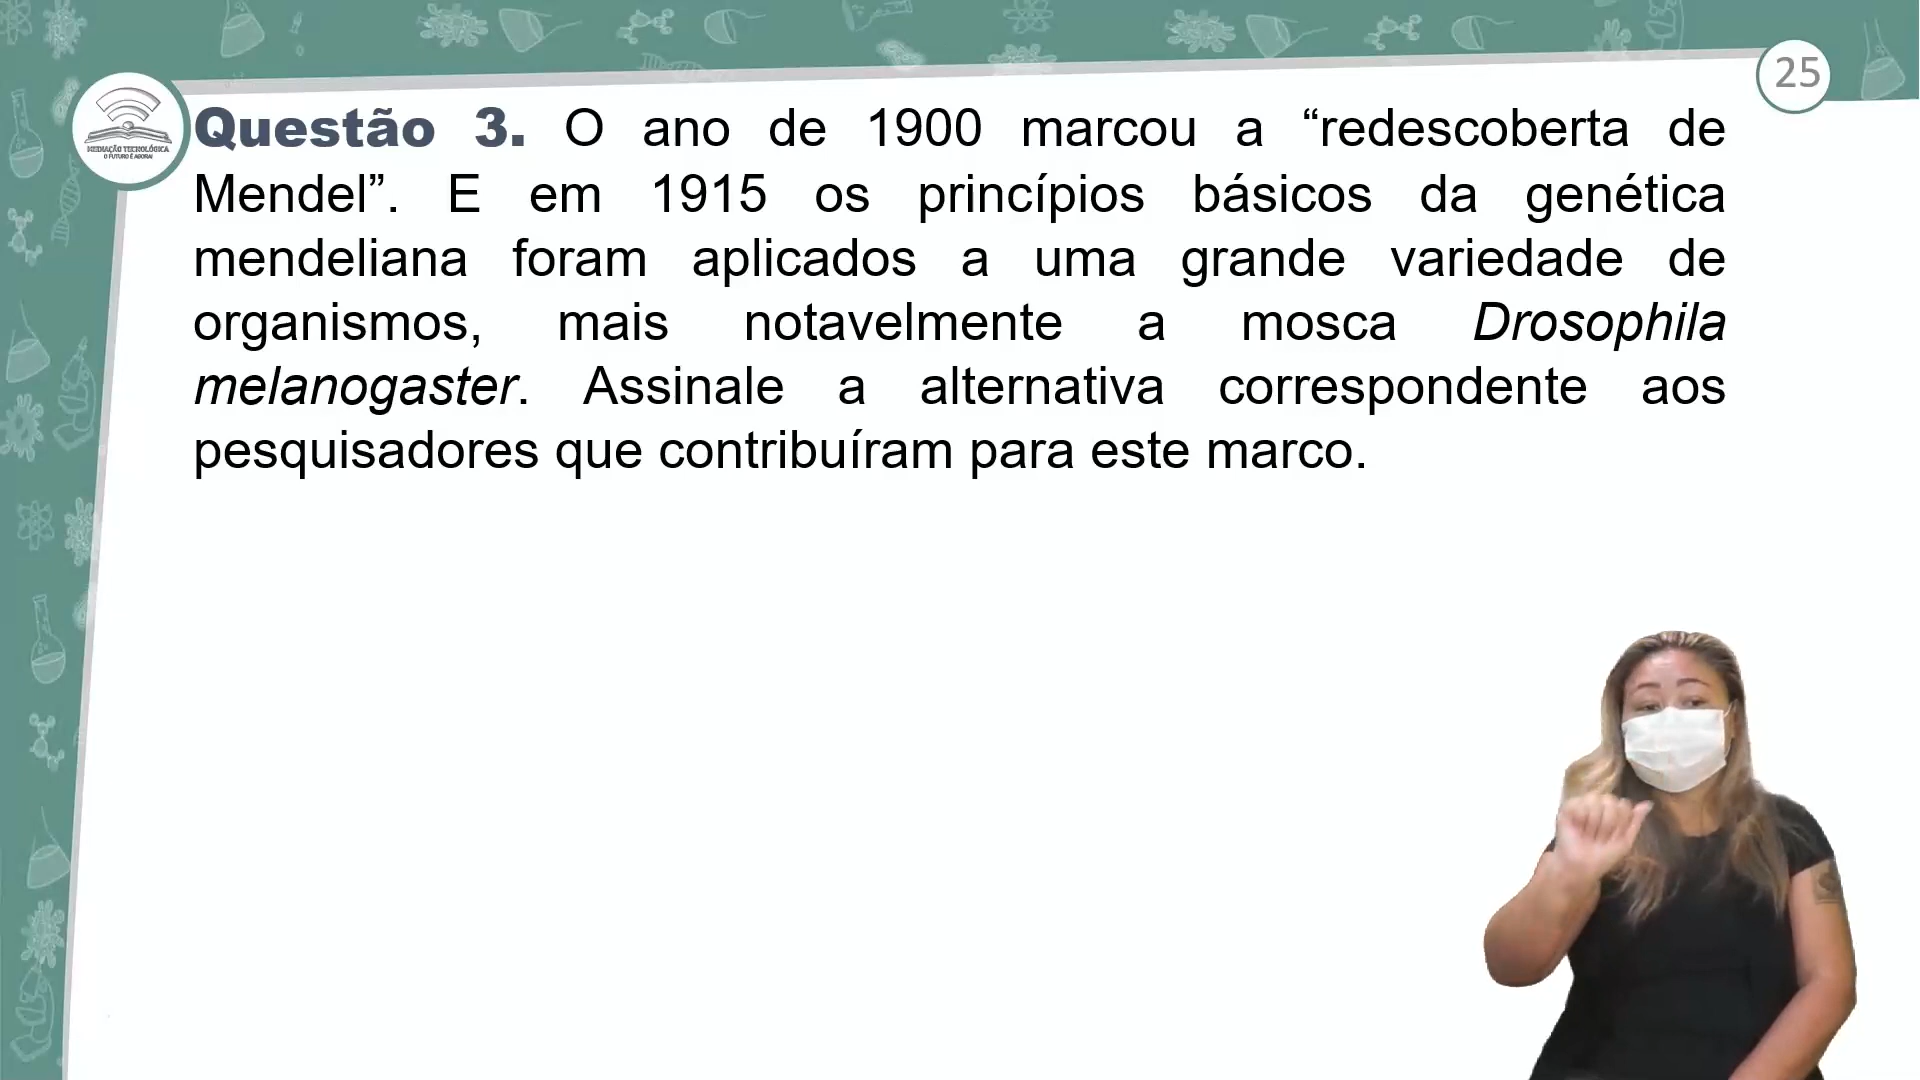 25
MEDIAÇÃO TECNOLÓGICA
O FUTURO É AGORA!
Questão 3. O ano de 1900 marcou a “redescoberta de
Mendel”. E em 1915 os princípios básicos da genética
mendeliana foram aplicados a uma grande variedade de
organismos, mais notavelmente a mosca Drosophila
melanogaster. Assinale a alternativa correspondente aos
pesquisadores que contribuíram para este marco.